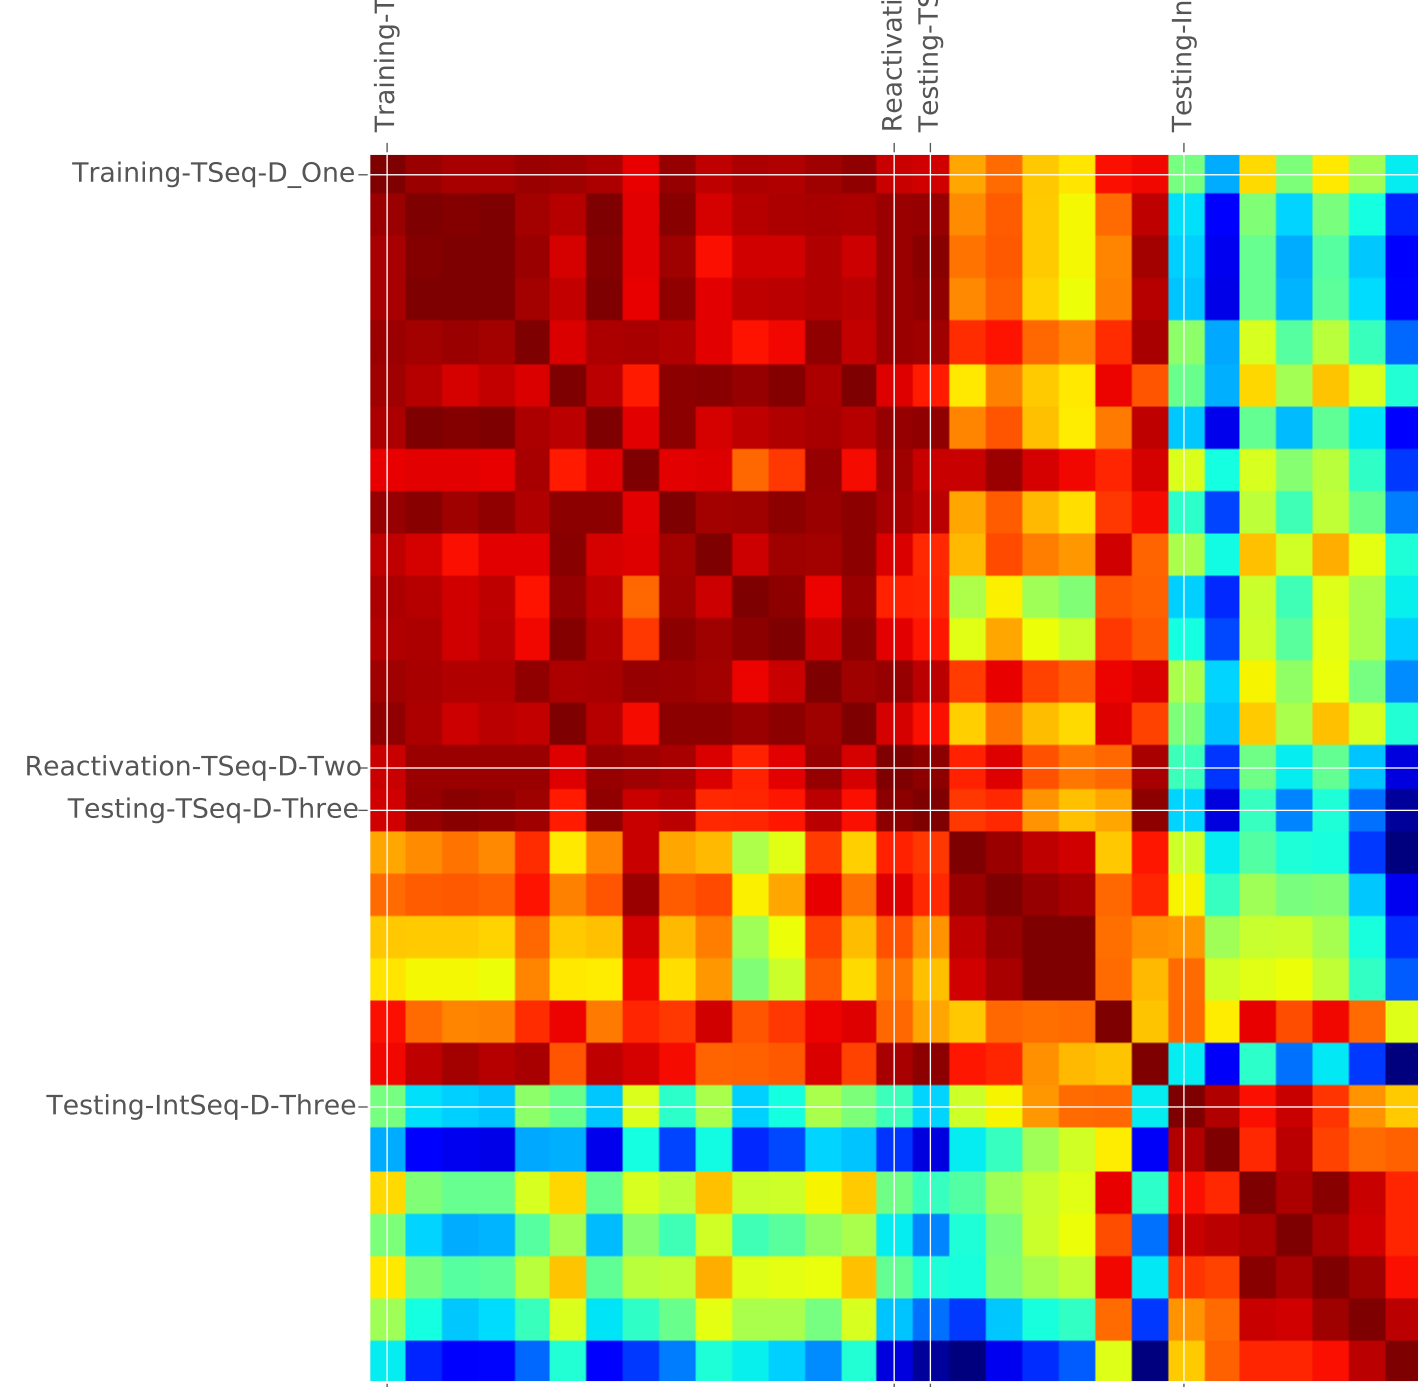 Training-T
Reactivati
Testing-TS
Testing-In
Training-TSeq-D_One
Reactivation-TSeq-D-Two
Testing-TSeq-D-Three
Testing-IntSeq-D-Three